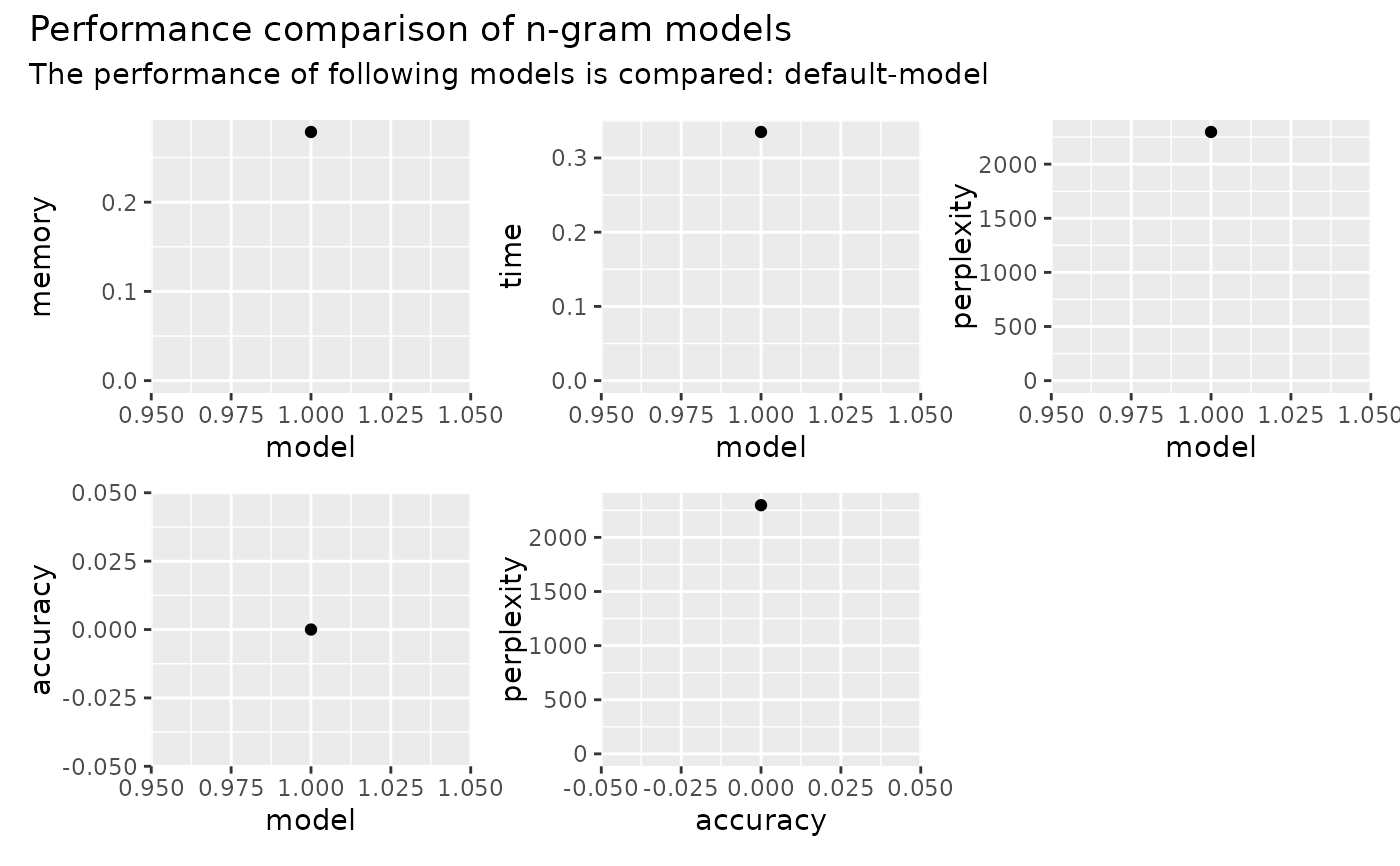 Performance comparison of n-gram models
The performance of following models is compared: default-model
memory
0.2
0.1
0.0
0.950 0.975 1.000 1.025 1.050
model
time
0.3
0.2
0.1
0.0
0.950 0.975 1.000 1.025 1.050
model
perplexity
2000
1500
1000
500
0
0.950 0.975 1.000 1.025 1.050
model
accuracy
0.050
0.025
0.000
-0.025
-0.050
0.950 0.975 1.000 1.025 1.050
model
perplexity
2000
1500
1000
500
0
-0.050 -0.025 0.000 0.025 0.050
accuracy